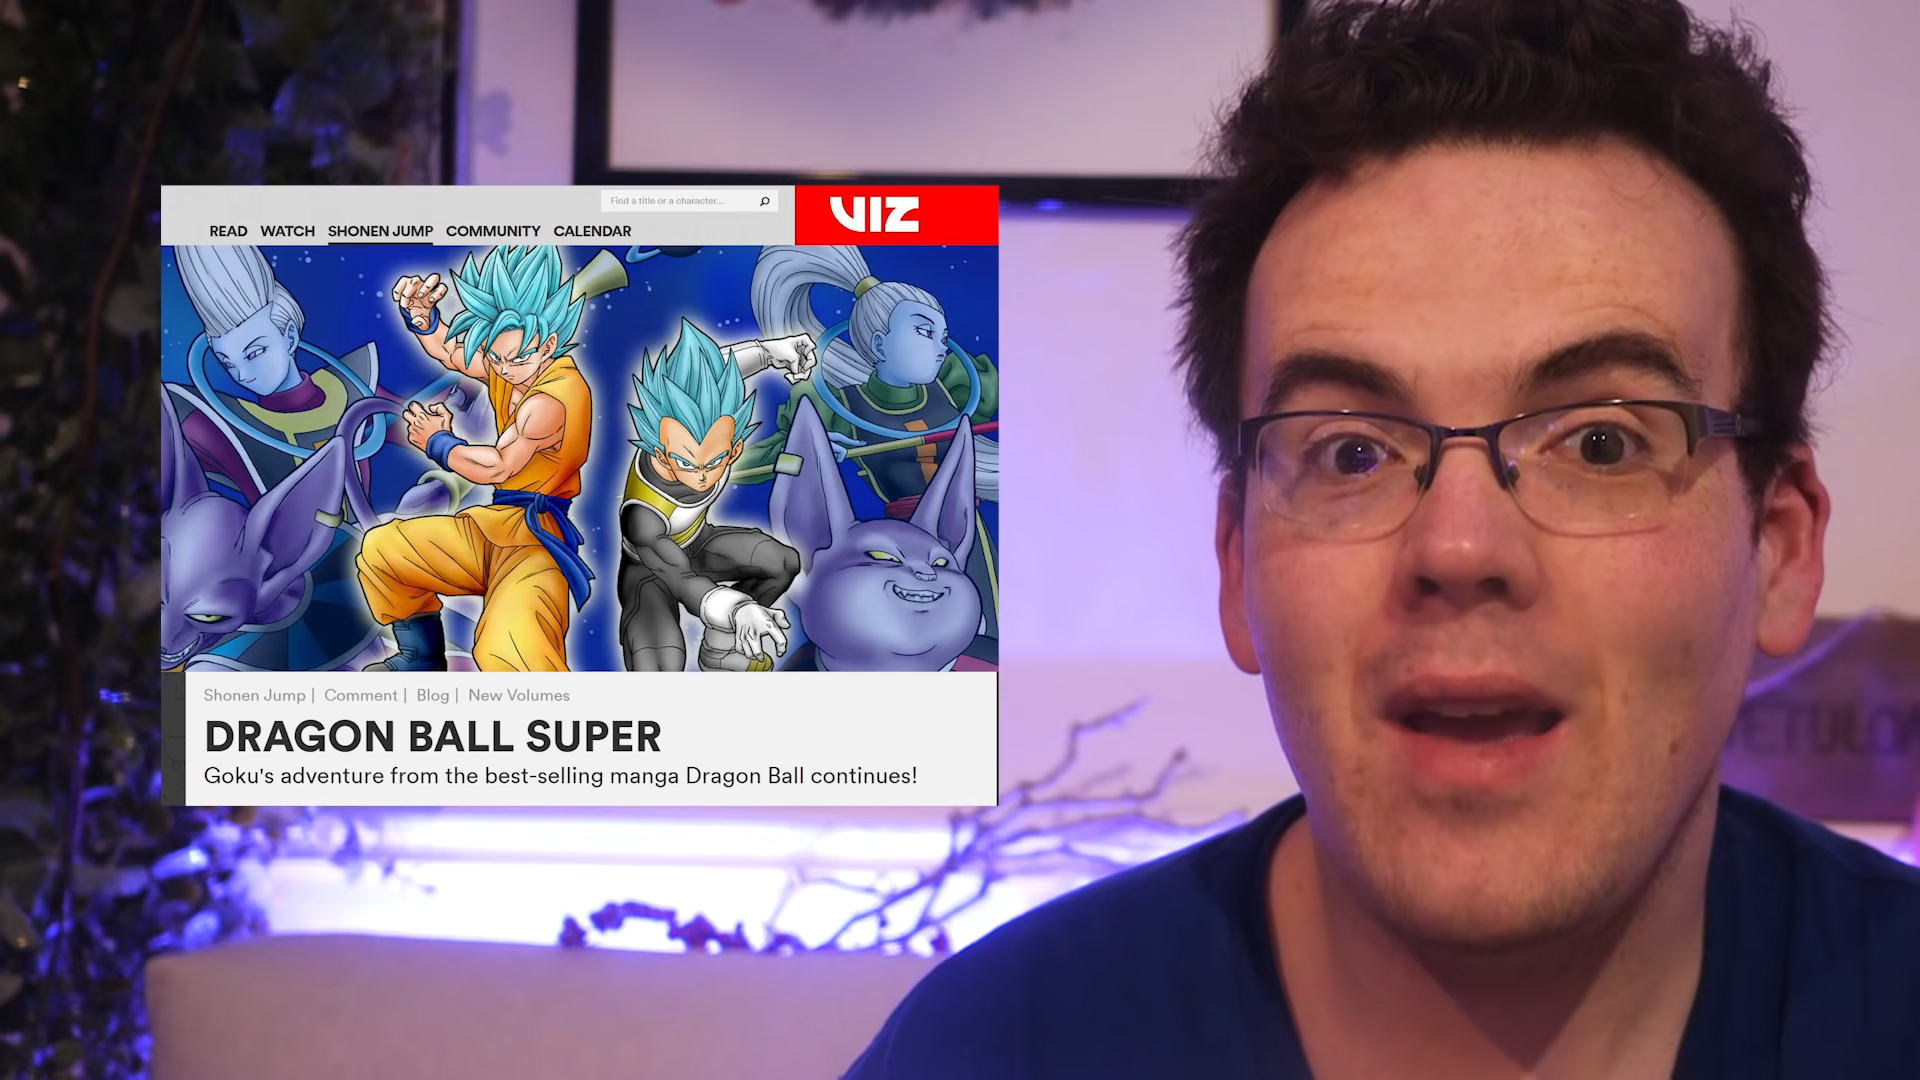 Find a title or a character...
VIZ
READ WATCH SHONEN JUMP COMMUNITY CALENDAR
Shonen Jump | Comment | Blog | New Volumes
DRAGON BALL SUPER
Goku's adventure from the best-selling manga Dragon Ball continues!